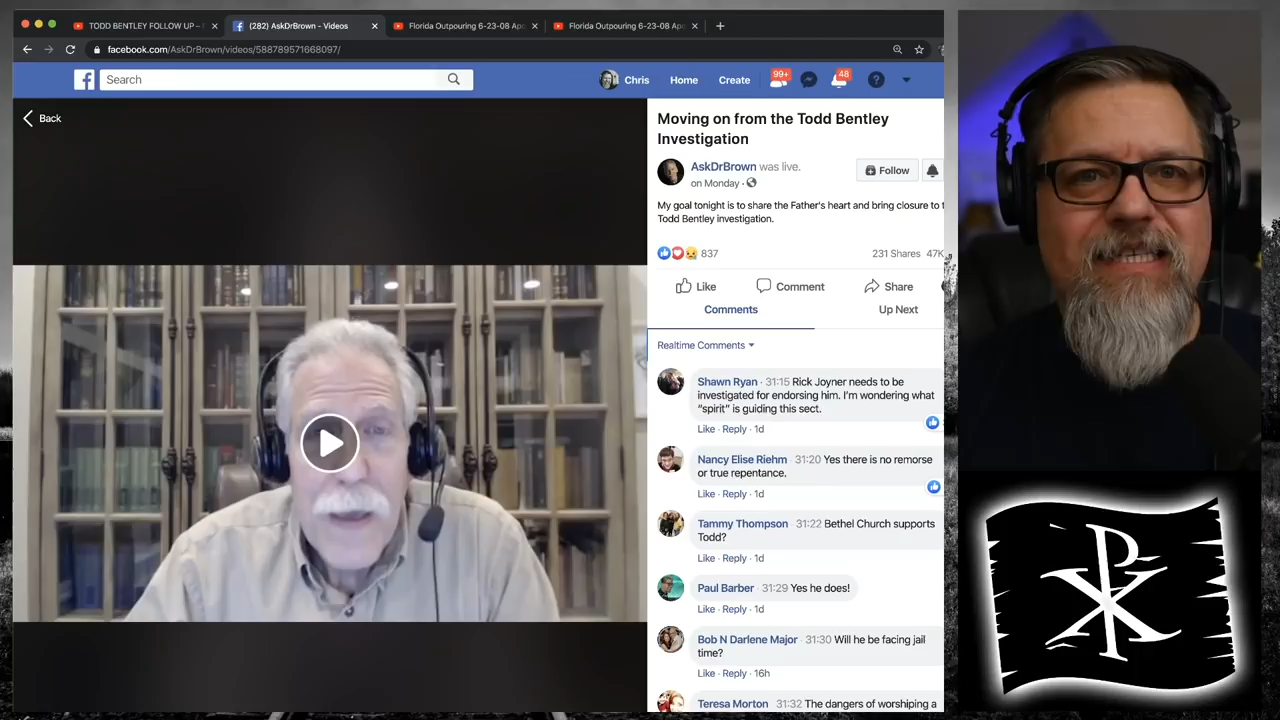 TODD BENTLEY FOLLOW UP –
(282) AskDrBrown - Videos
Florida Outpouring 6-23-08 Apo
Florida Outpouring 6-23-08 Apo
facebook.com/AskDrBrown/videos/588789571668097/
Search
Chris
Home
Create
99+
48
Back
Moving on from the Todd Bentley
Investigation
AskDrBrown was live.
on Monday ·
Follow
My goal tonight is to share the Father's heart and bring closure to
Todd Bentley investigation.
837
231 Shares
47K
Like
Comment
Share
Comments
Up Next
Realtime Comments
Shawn Ryan · 31:15 Rick Joyner needs to be
investigated for endorsing him. I'm wondering what
"spirit" is guiding this sect.
Like · Reply · 1d
Nancy Elise Riehm · 31:20 Yes there is no remorse
or true repentance.
Like · Reply · 1d
Tammy Thompson · 31:22 Bethel Church supports
Todd?
Like · Reply · 1d
Paul Barber · 31:29 Yes he does!
Like · Reply · 1d
Bob N Darlene Major · 31:30 Will he be facing jail
time?
Like · Reply · 16h
Teresa Morton · 31:32 The dangers of worshiping a